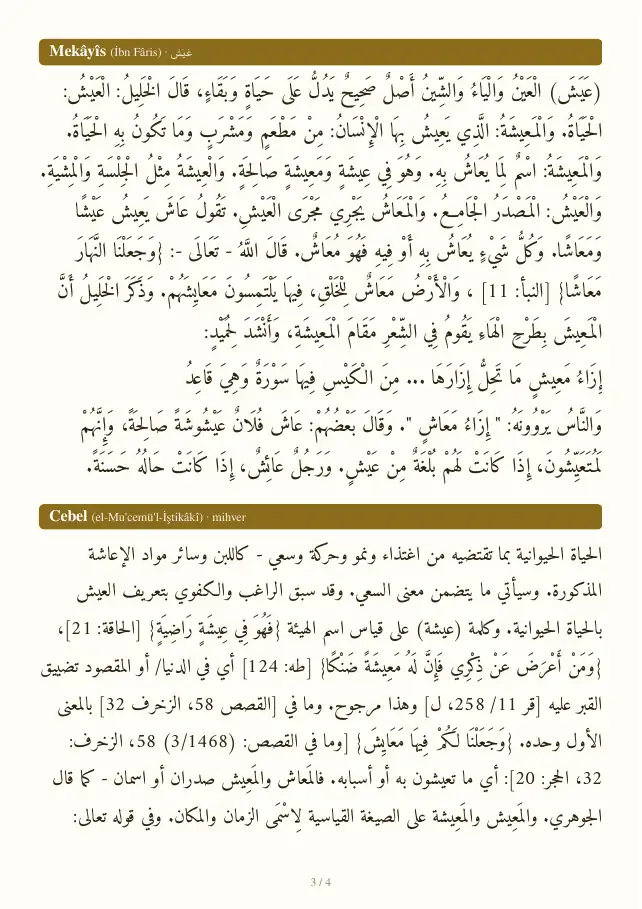 Mekâyîs (İbn Fâris) · عَيَشَ
(عَيَشَ) الْعَيْنُ وَالْيَاءُ وَالشِّينُ أَصْلٌ صَحِيحٌ يَدُلُّ عَلَى حَيَاةٍ وَبَقَاءٍ، قَالَ الْخَلِيلُ: الْعَيْشُ:
الْحَيَاةُ. وَالْمَعِيشَةُ: الَّذِي يَعِيشُ بِهَا الْإِنْسَانُ: مِنْ مَطْعَمٍ وَمَشْرَبٍ وَمَا تَكُونُ بِهِ الْحَيَاةُ.
وَالْمَعِيشَةُ: اسْمٌ لِمَا يُعَاشُ بِهِ. وَهُوَ فِي عِيشَةٍ وَمَعِيشَةٍ صَالِحَةٍ. وَالْعِيشَةُ مِثْلُ الْجِلْسَةِ وَالْمِشْيَةِ.
وَالْعَيْشُ: الْمَصْدَرُ الْجَامِعُ. وَالْمَعَاشُ يَجْرِي مَجْرَى الْعَيْشِ. تَقُولُ عَاشَ يَعِيشُ عَيْشًا
وَمَعَاشًا. وَكُلُّ شَيْءٍ يُعَاشُ بِهِ أَوْ فِيهِ فَهُوَ مُعَاشٌ. قَالَ اللَّهُ - تَعَالَى -: {وَجَعَلْنَا النَّهَارَ
مَعَاشًا} [النبأ: 11] ، وَالْأَرْضُ مَعَاشٌ لِلْخَلْقِ، فِيهَا يَلْتَمِسُونَ مَعَايِشَهُمْ. وَذَكَرَ الْخَلِيلُ أَنَّ
الْمَعِيشَ بِطَرْحِ الْهَاءِ يَقُومُ فِي الشِّعْرِ مَقَامَ الْمَعِيشَةِ، وَأَنْشَدَ لِحُمَيْدٍ:
إِزَاءُ مَعِيشٍ مَا تَحِلُّ إِزَارَهَا ... مِنَ الْكَيْسِ فِيهَا سَوْرَةٌ وَهِيَ قَاعِدُ
وَالنَّاسُ يَرْوُونَهُ: " إِزَاءُ مَعَاشٍ ". وَقَالَ بَعْضُهُمْ: عَاشَ فُلَانٌ عَيْشُوشَةً صَالِحَةً، وَإِنَّهُمْ
لَمُتَعَيِّشُونَ، إِذَا كَانَتْ لَهُمْ بُلْغَةٌ مِنْ عَيْشٍ. وَرَجُلٌ عَائِشٌ، إِذَا كَانَتْ حَالُهُ حَسَنَةً.
Cebel (el-Mu'cemü'l-İştikâkî) · mihver
الحياة الحيوانية بما تقتضيه من اغتذاء ونمو وحركة وسعي - كاللبن وسائر مواد الإعاشة
المذكورة. وسيأتي ما يتضمن معنى السعي. وقد سبق الراغب والكفوي بتعريف العيش
بالحياة الحيوانية. وكلمة (عيشة) على قياس اسم الهيئة {فَهُوَ فِي عِيشَةٍ رَاضِيَةٍ} [الحاقة: 21]،
{وَمَنْ أَعْرَضَ عَنْ ذِكْرِي فَإِنَّ لَهُ مَعِيشَةً ضَنْكًا} [طه: 124] أي في الدنيا/ أو المقصود تضييق
القبر عليه [قر 11/ 258، ل] وهذا مرجوح. وما في [القصص 58، الزخرف 32] بالمعنى
الأول وحده. {وَجَعَلْنَا لَكُمْ فِيهَا مَعَايِشَ} [وما في القصص: (3/1468) 58، الزخرف:
32، الحجر: 20]: أي ما تعيشون به أو أسبابه. فالمَعاش والمَعِيش صدران أو اسمان - كما قال
الجوهري. والمَعِيش والمَعِيشة على الصيغة القياسية لِاسْمَى الزمان والمكان. وفي قوله تعالى:
3 / 4